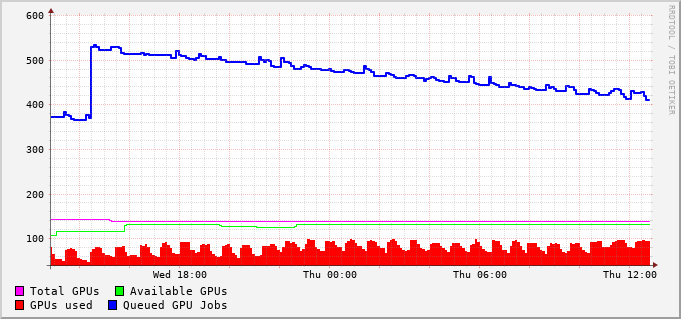 600
500
400
300
200
100
Wed 18:00 Thu 00:00 Thu 06:00 Thu 12:00
Total GPUs Available GPUs
GPUs used Queued GPU Jobs
RRDTOOL / TOBI OETIKER